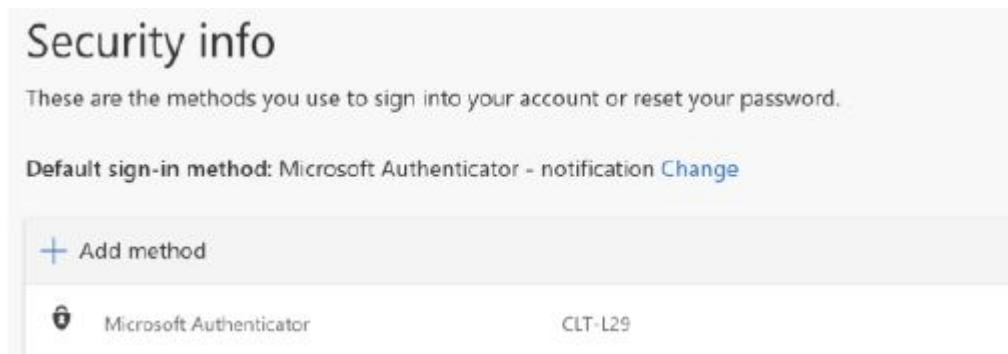 Security info
These are the methods you use to sign into your account or reset your password.
Default sign-in method: Microsoft Authenticator - notification Change
+ Add method
Microsoft Authenticator CLT-L29